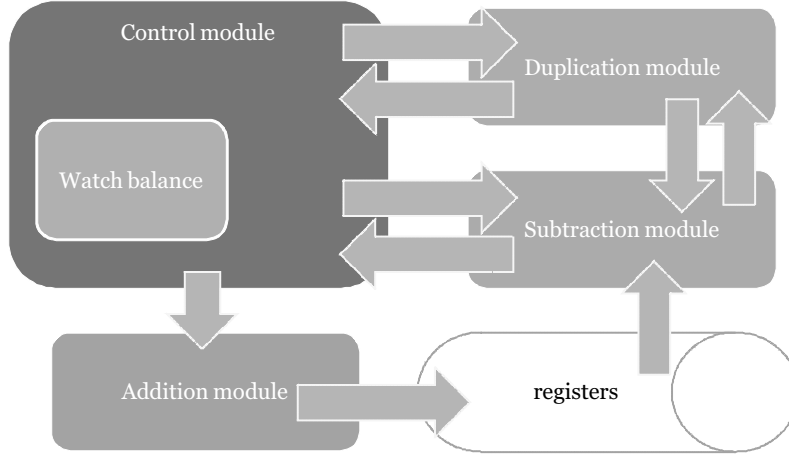 Control module
Duplication module
Watch balance
Subtraction module
Addition module
registers